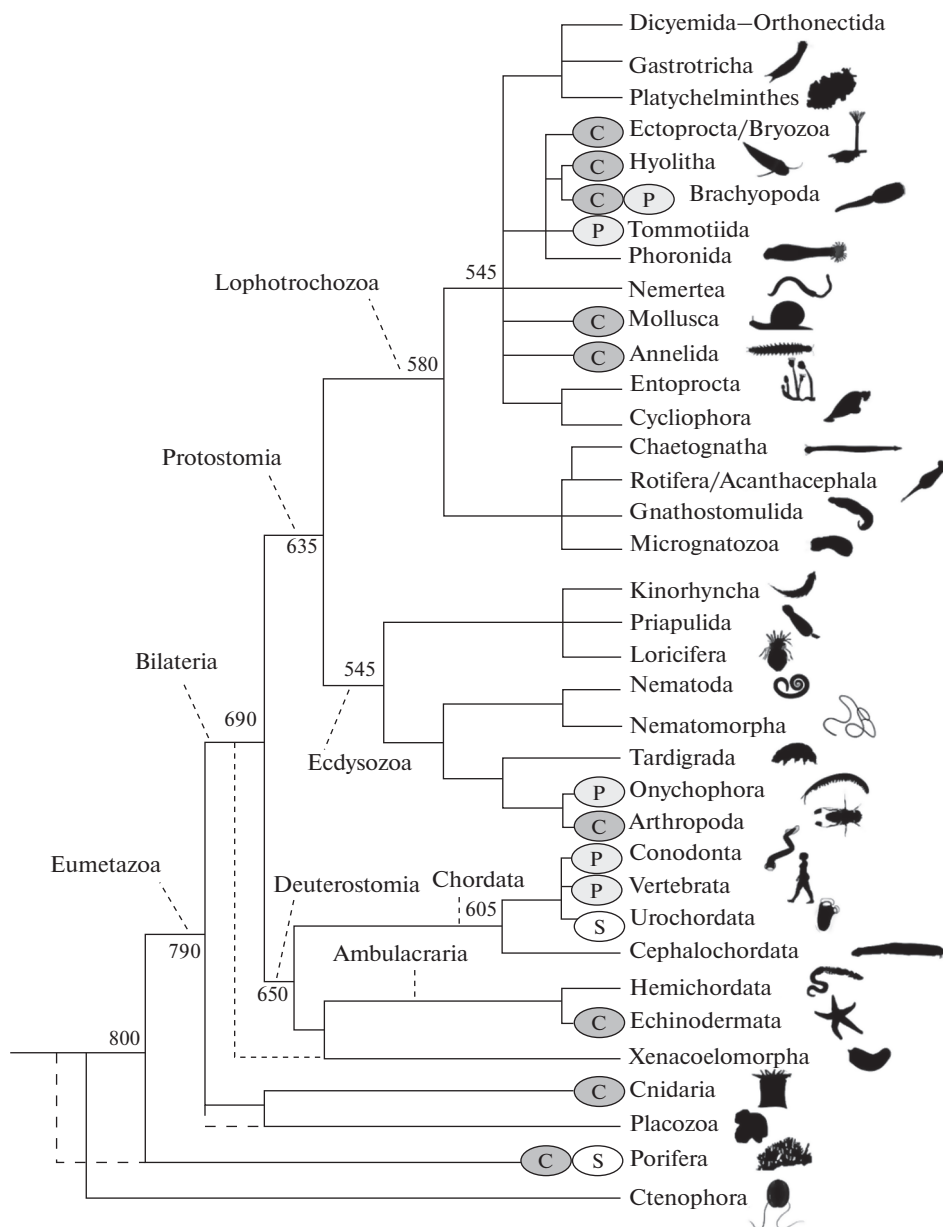 Dicyemida–Orthonectida
Gastrotricha
Platychelminthes
C Ectoprocta/Bryozoa
C Hyolitha
C P Brachyopoda
P Tommotiida
Phoronida
Lophotrochozoa
545
Nemertea
C Mollusca
C Annelida
580
Entoprocta
Cycliophora
Chaetognatha
Protostomia
Rotifera/Acanthacephala
Gnathostomulida
635
Micrognatozoa
Kinorhyncha
Priapulida
Loricifera
Bilateria
545
Nematoda
690
Nematomorpha
Ecdysozoa
Tardigrada
P Onychophora
C Arthropoda
P Conodonta
Eumetazoa
Deuterostomia
Chordata
P Vertebrata
605
S Urochordata
790
Ambulacraria
Cephalochordata
650
Hemichordata
C Echinodermata
800
Xenacoelomorpha
C Cnidaria
Placozoa
C S Porifera
Ctenophora